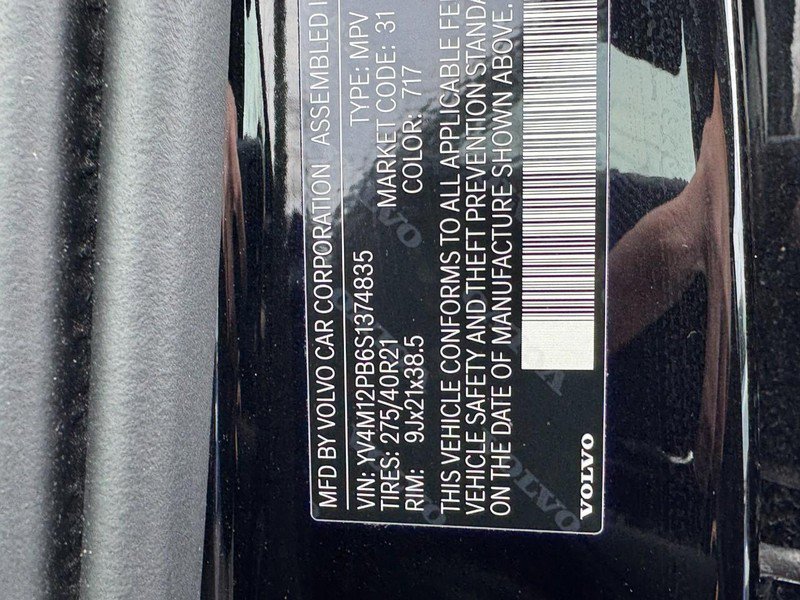 MFD BY VOLVO CAR CORPORATION ASSEMBLED
VIN: YV4M12PB6S1374835 TYPE: MPV
TIRES: 275/40R21 MARKET CODE: 31
RIM: 9Jx21x38.5 COLOR: 717
THIS VEHICLE CONFORMS TO ALL APPLICABLE
VEHICLE SAFETY AND THEFT PREVENTION
ON THE DATE OF MANUFACTURE SHOWN ABOVE.
VOLVO